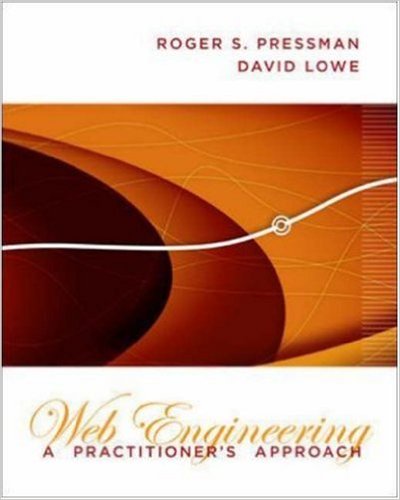 ROGER S. PRESSMAN
DAVID LOWE
Web Engineering
A PRACTITIONER'S APPROACH